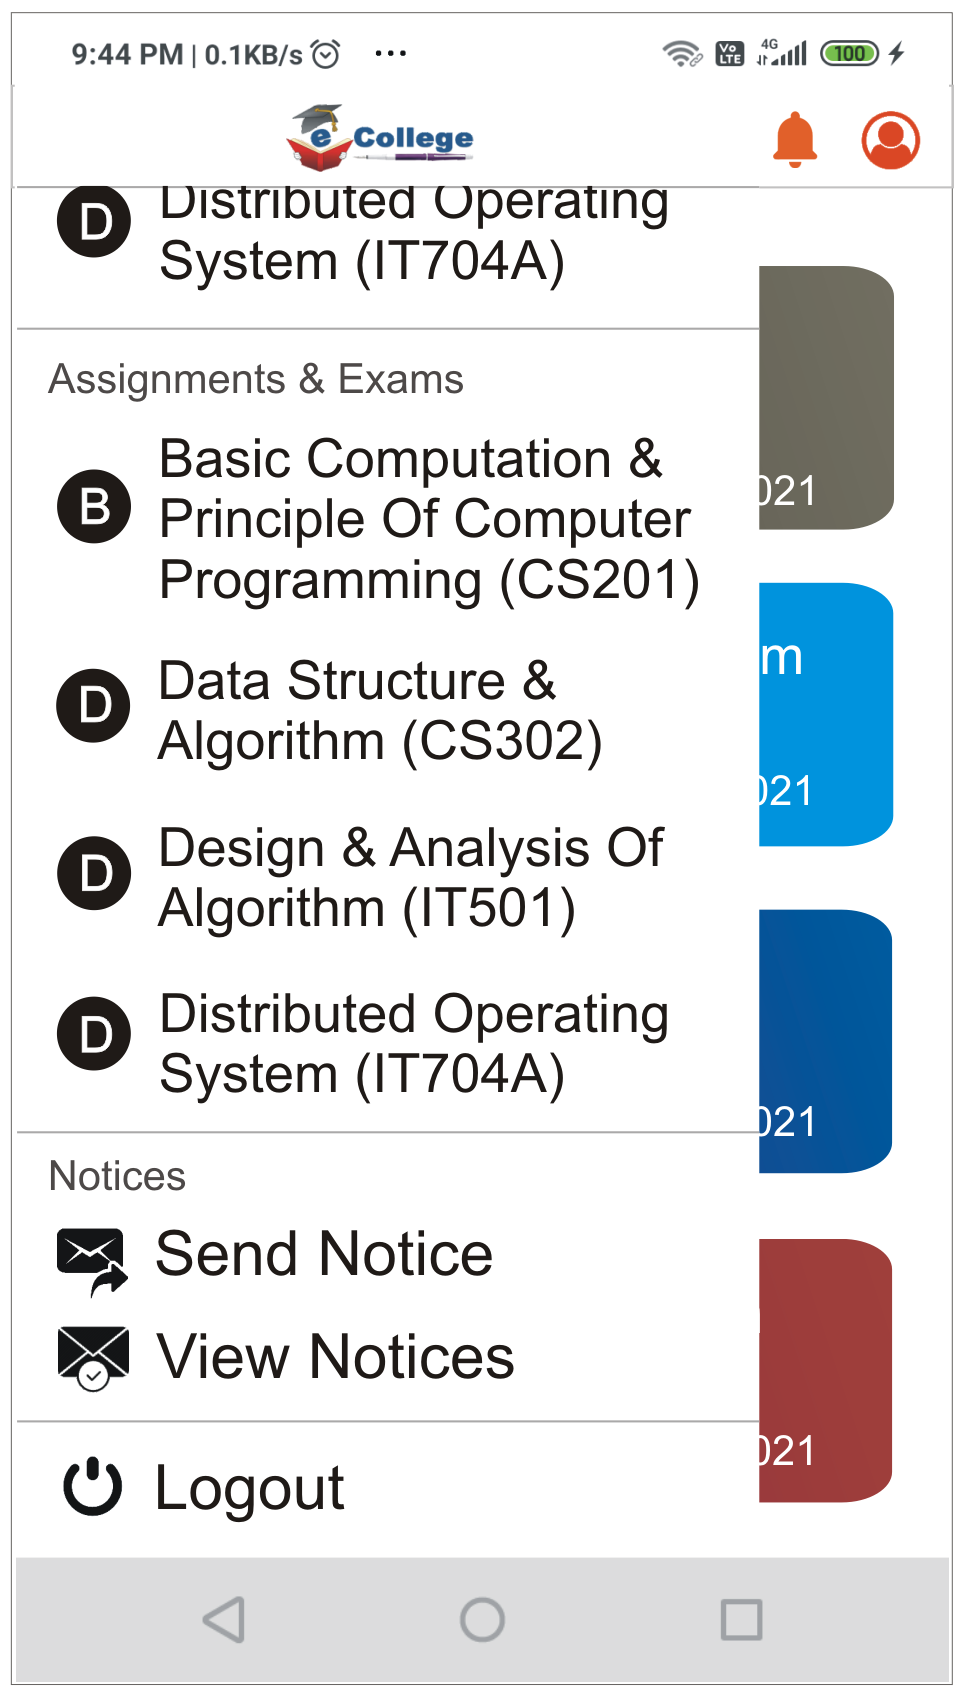 9:44 PM | 0.1KB/s ...
Vo LTE 4G 100
e College
D Distributed Operating
System (IT704A)
Assignments & Exams
021
B Basic Computation &
Principle Of Computer
Programming (CS201)
m
D Data Structure &
Algorithm (CS302)
021
D Design & Analysis Of
Algorithm (IT501)
D Distributed Operating
System (IT704A)
021
Notices
Send Notice
View Notices
021
Logout